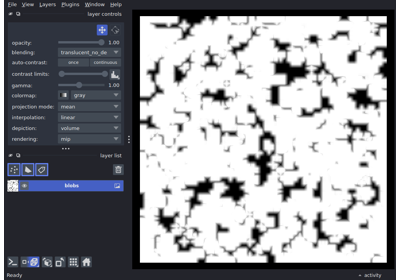 File View Layers Plugins Window Help
layer controls
opacity: 1.00
blending: translucent_no_de
auto-contrast: once continuous
contrast limits:
gamma: 1.00
colormap: gray
projection mode: mean
interpolation: linear
depiction: volume
rendering: mip
layer list
blobs
Ready
activity